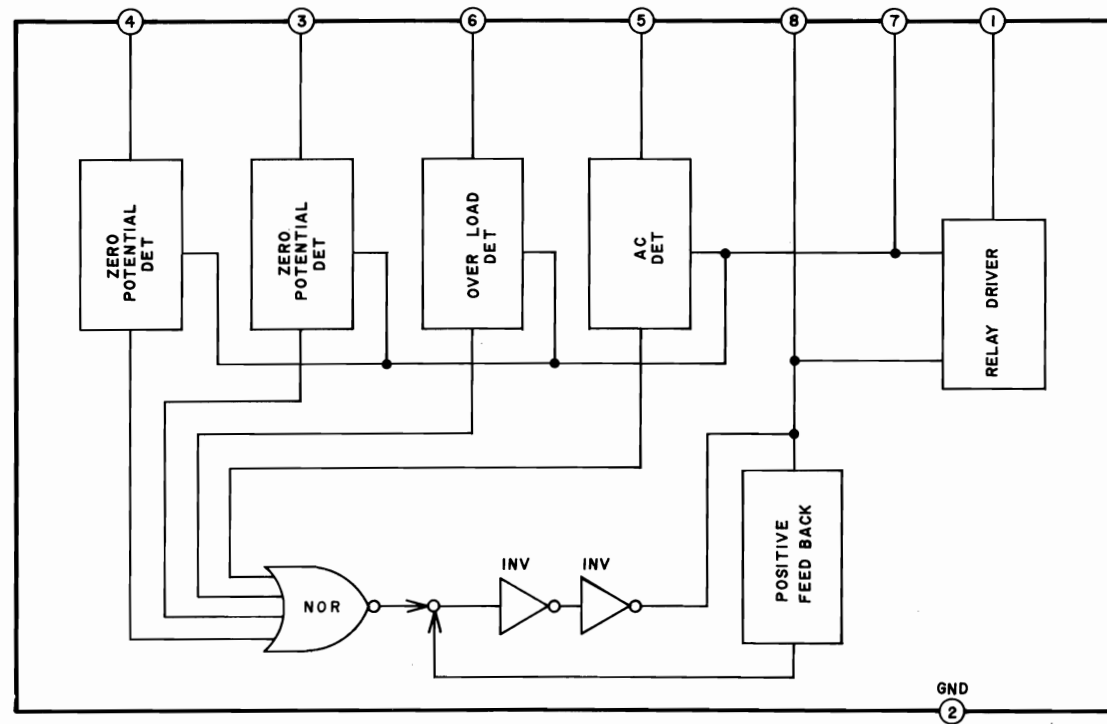 4 3 6 5 8 7 1
ZERO
POTENTIAL
DET
ZERO
POTENTIAL
DET
OVER LOAD
DET
AC
DET
RELAY DRIVER
POSITIVE
FEED BACK
INV INV
NOR
GND
2